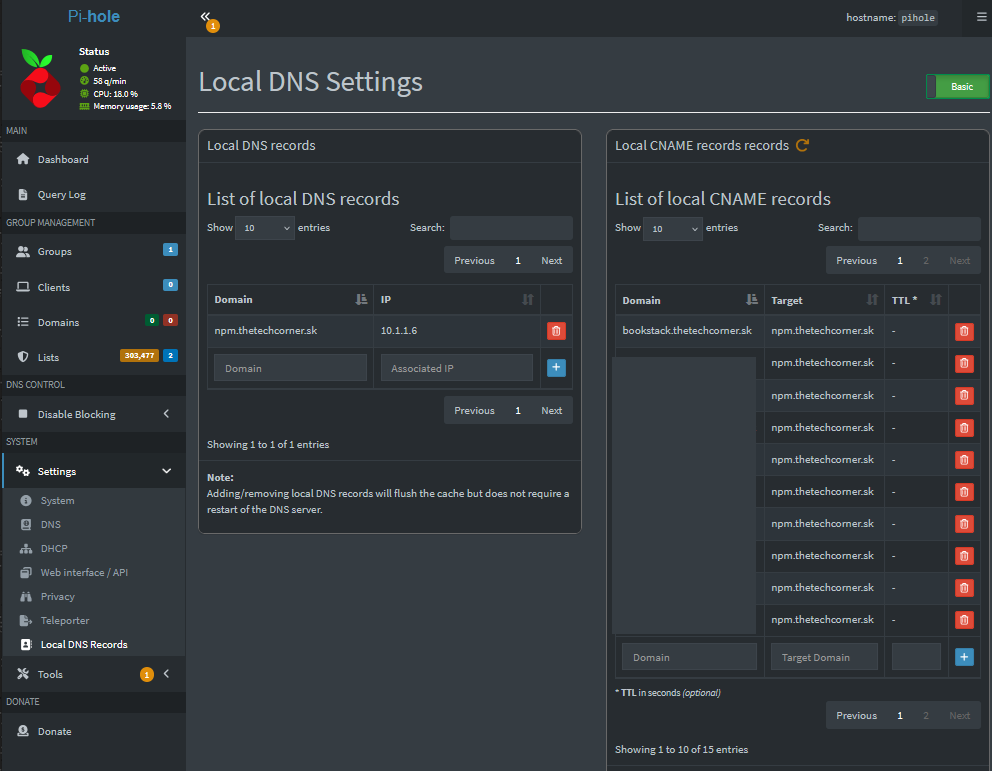 Pi-hole
1
hostname: pihole
Status
Active
58 q/min
CPU: 18.0 %
Memory usage: 5.8 %
MAIN
Dashboard
Query Log
GROUP MANAGEMENT
Groups 1
Clients 0
Domains 0 0
Lists 303,477 2
DNS CONTROL
Disable Blocking
SYSTEM
Settings
System
DNS
DHCP
Web interface / API
Privacy
Teleporter
Local DNS Records
Tools 1
DONATE
Donate
Local DNS Settings
Basic
Local DNS records
List of local DNS records
Show 10 entries Search:
Previous 1 Next
Domain IP
npm.thetechcorner.sk 10.1.1.6
Domain Associated IP +
Previous 1 Next
Showing 1 to 1 of 1 entries
Note:
Adding/removing local DNS records will flush the cache but does not require a
restart of the DNS server.
Local CNAME records records
List of local CNAME records
Show 10 entries Search:
Previous 1 2 Next
Domain Target TTL *
bookstack.thetechcorner.sk npm.thetechcorner.sk -
npm.thetechcorner.sk -
npm.thetechcorner.sk -
npm.thetechcorner.sk -
npm.thetechcorner.sk -
npm.thetechcorner.sk -
npm.thetechcorner.sk -
npm.thetechcorner.sk -
npm.thetechcorner.sk -
npm.thetechcorner.sk -
Domain Target Domain +
* TTL in seconds (optional)
Previous 1 2 Next
Showing 1 to 10 of 15 entries